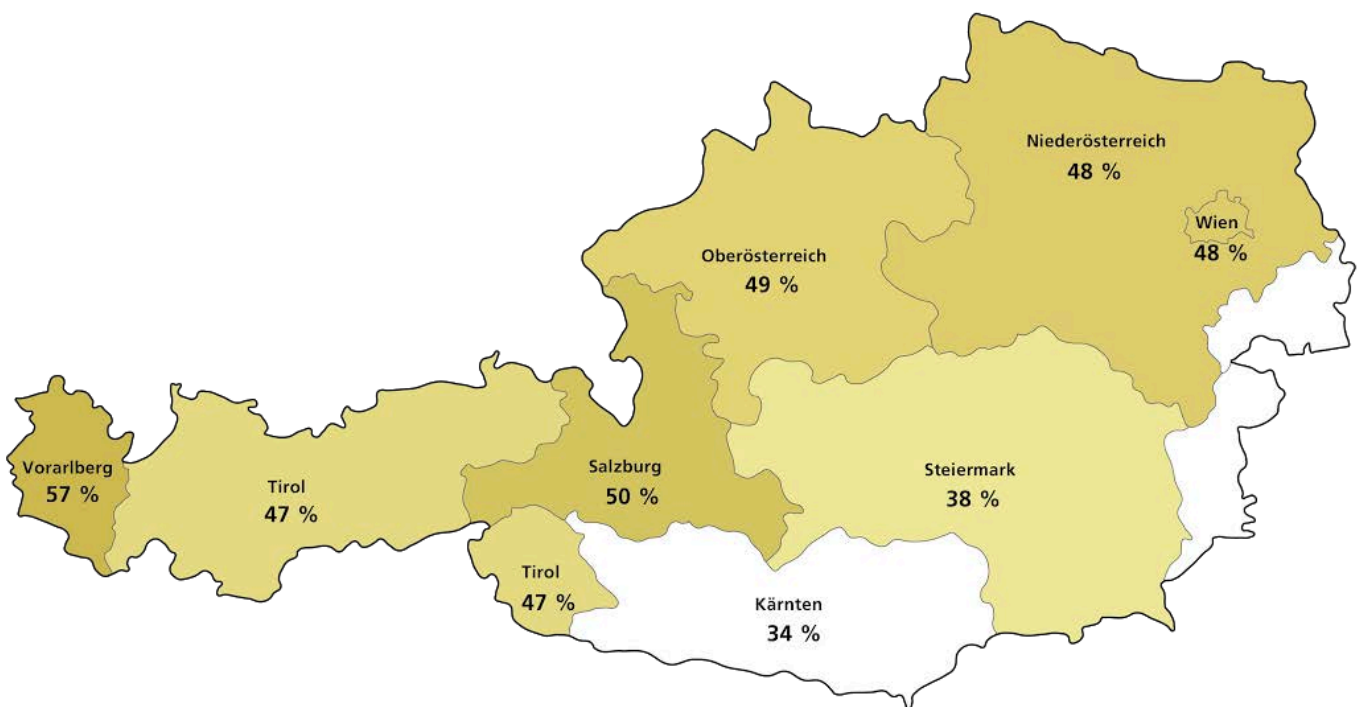 Niederösterreich
48 %
Wien
48 %
Oberösterreich
49 %
Vorarlberg
57 %
Tirol
47 %
Salzburg
50 %
Steiermark
38 %
Tirol
47 %
Kärnten
34 %